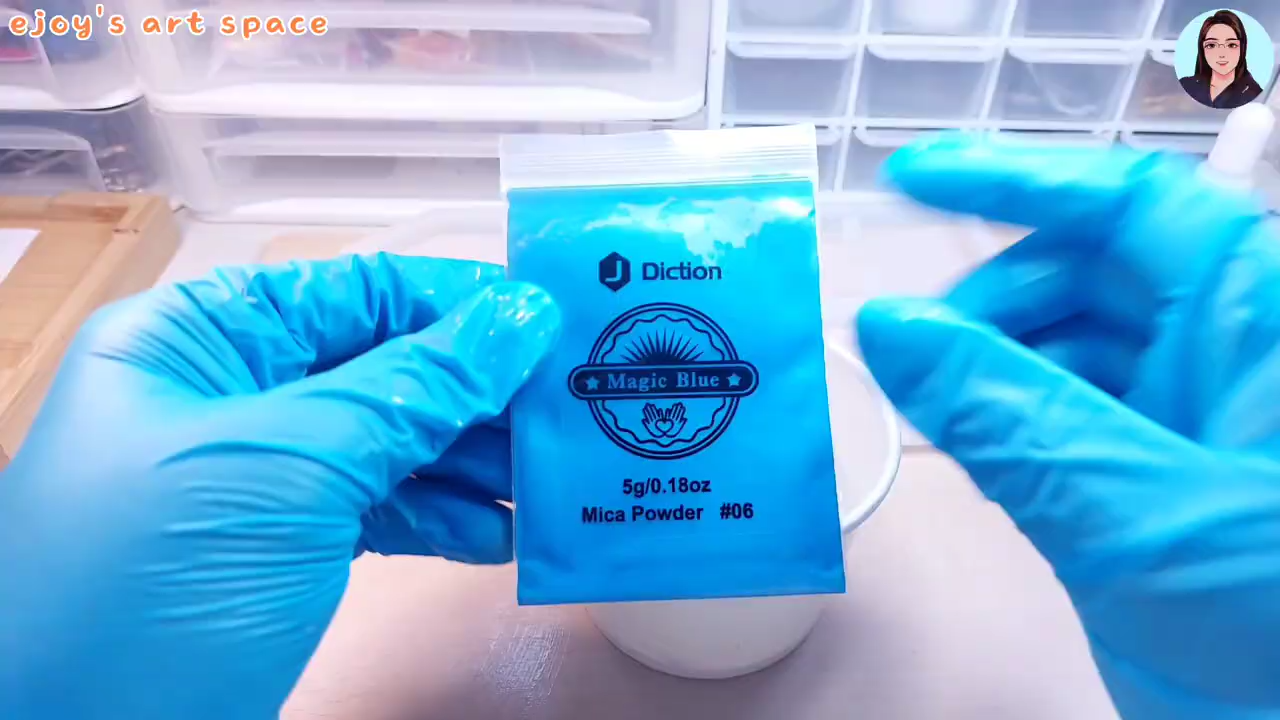 ejoy's art space
J Diction
Magic Blue
5g/0.18oz
Mica Powder #06